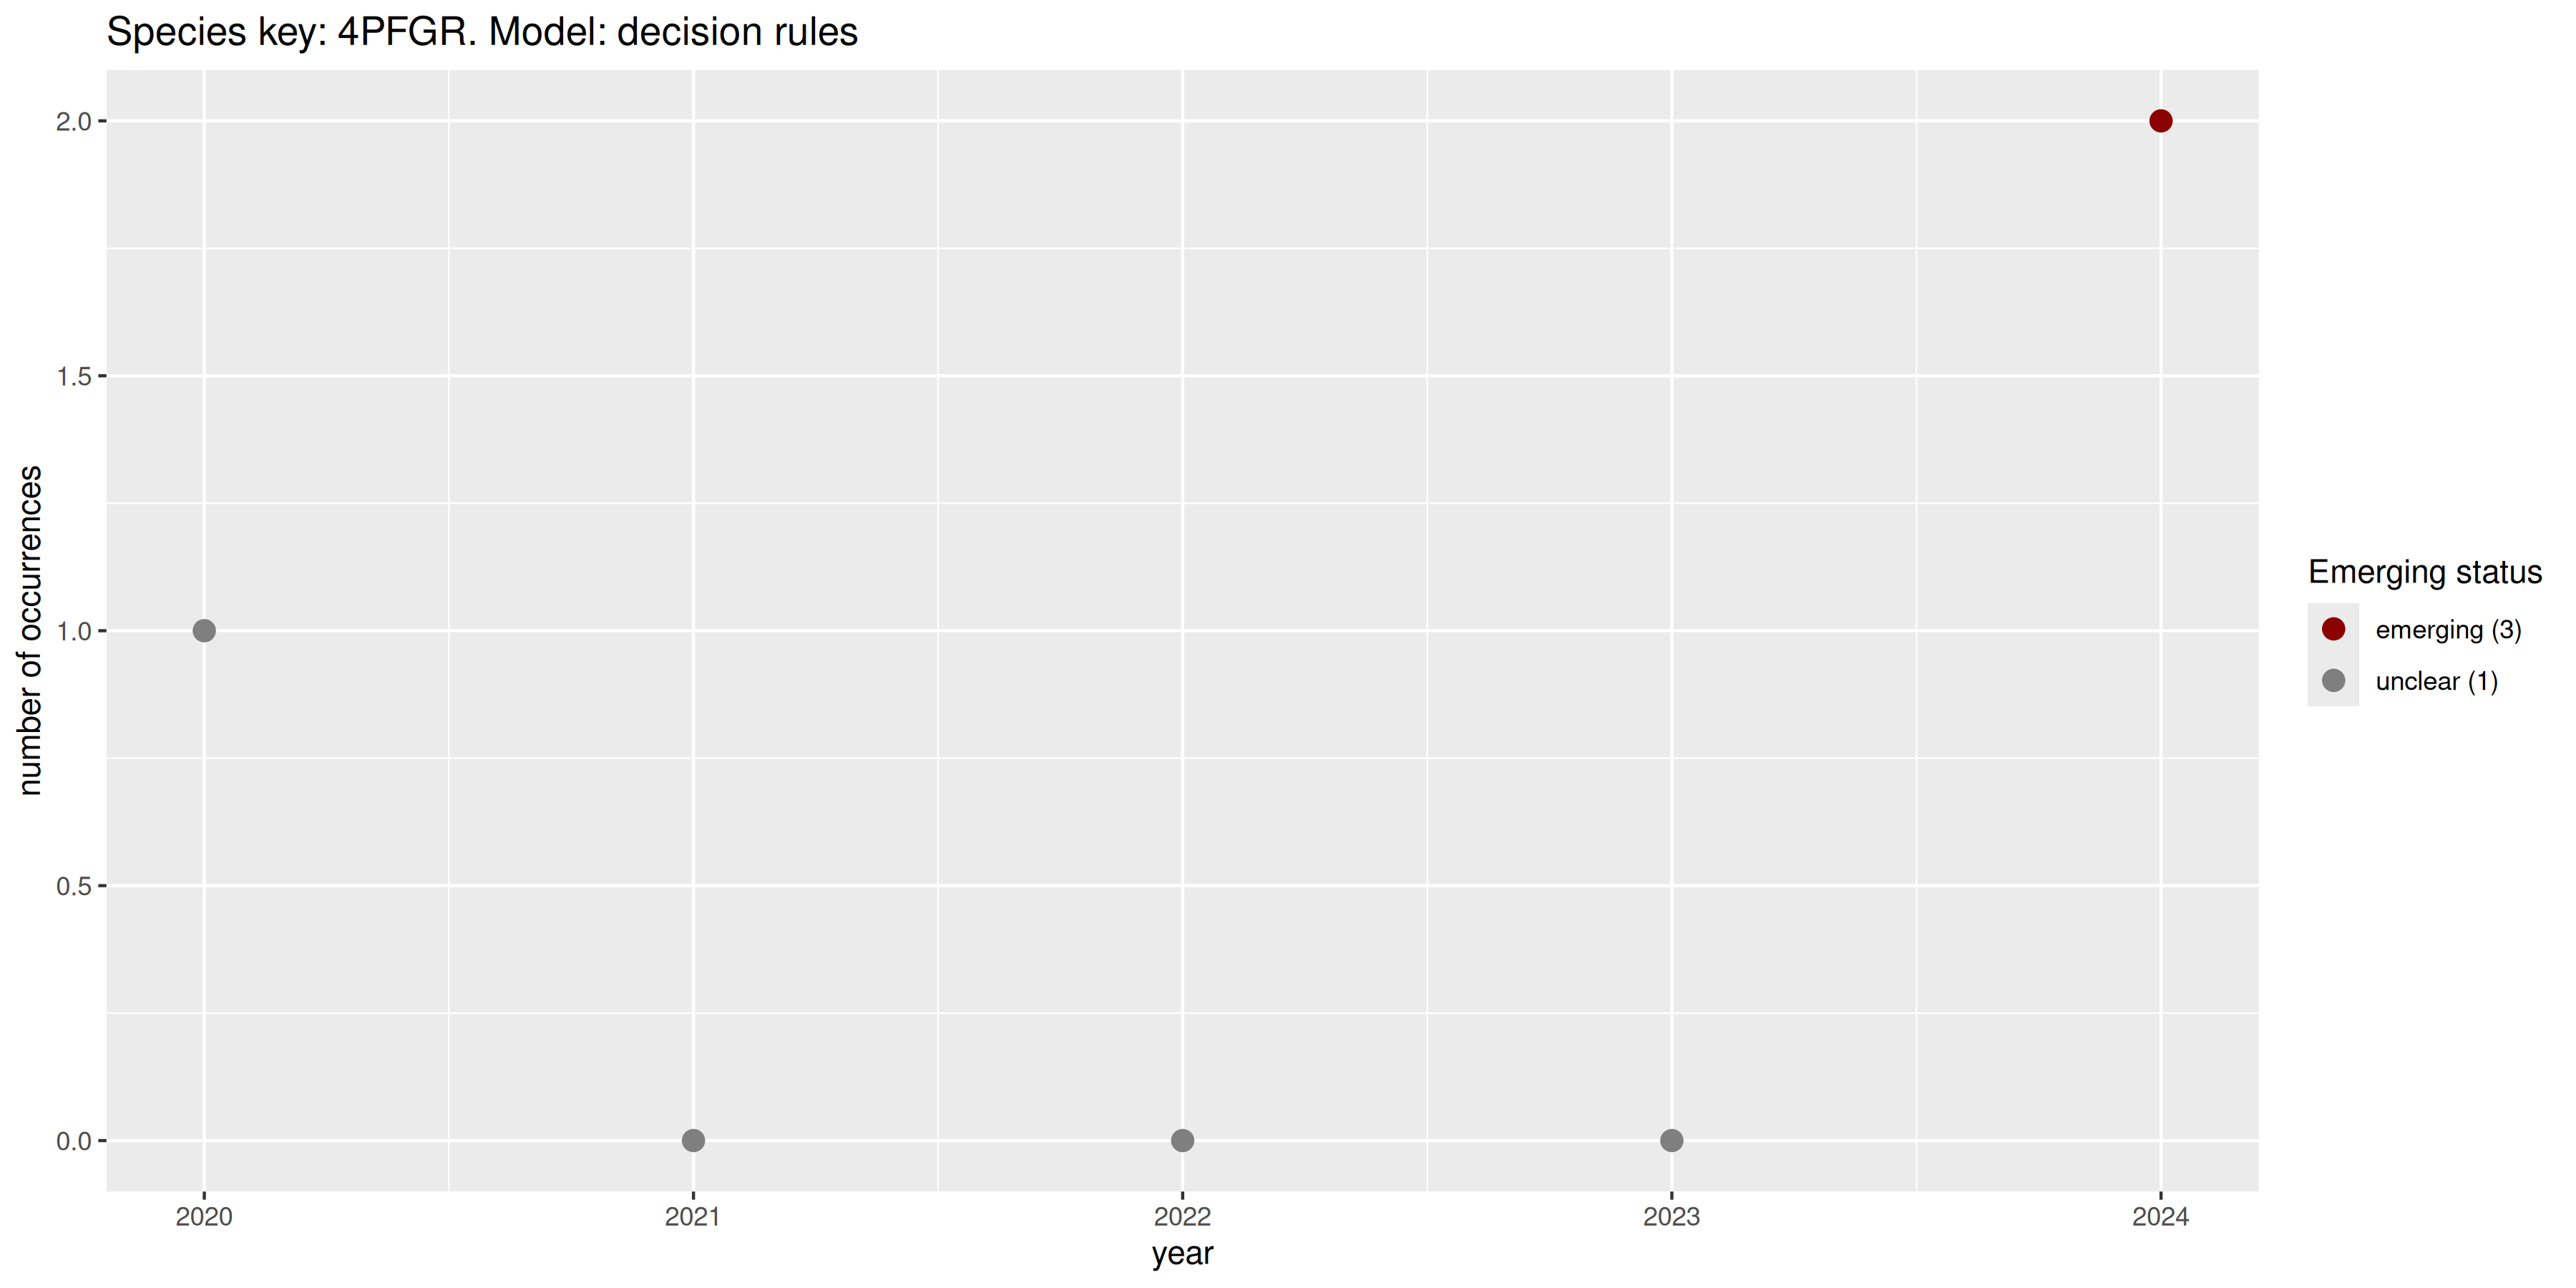 Species key: 4PFGR. Model: decision rules
2.0
1.5
1.0
0.5
0.0
number of occurrences
2020 2021 2022 2023 2024
year
Emerging status
emerging (3)
unclear (1)